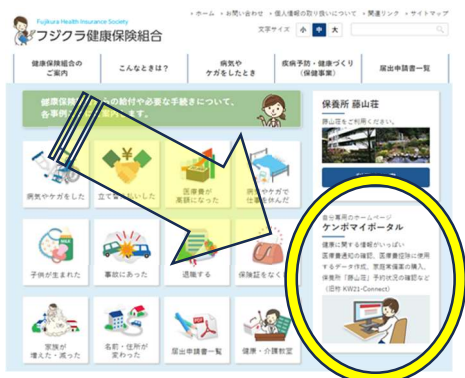 Fujikura Health Insurance Society
フジクラ健康保険組合
ホーム
お問い合わせ
個人情報の取り扱いについて
関連リンク
サイトマップ
文字サイズ 小 中 大
健康保険組合の
ご案内
こんなときは?
病気や
ケガをしたとき
疾病予防・健康づくり
(保健事業)
届出申請書一覧
健康保険
らの給付や必要な手続きについて、
各事例
案内します。
病気やケガをした
立て替え払いした
医療費が
高額になった
病気やケガで
仕事を休んだ
子供が生まれた
事故にあった
退職する
保険証をなく
家族が
増えた・減った
名前・住所が
変わった
届出申請書一覧
健康・介護教室
保養所 藤山荘
藤山荘をご利用ください。
自分専用のホームページ
ケンポマイポータル
健康に関する情報がいっぱい
医療費通知の確認、医療費控除に使用
するデータ作成、家庭常備薬の購入、
保養所「藤山荘」予約状況の確認など
(旧称 KW21-Connect)